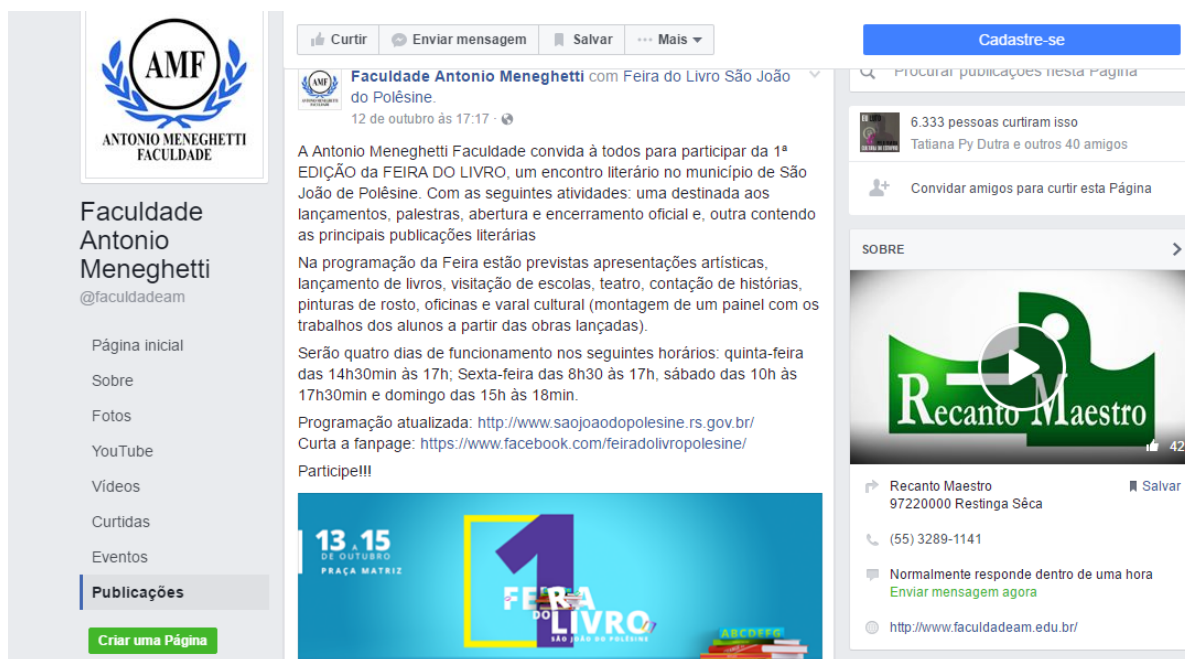 AMF
ANTONIO MENEGHETTI
FACULDADE
Faculdade
Antonio
Meneghetti
@faculdadeam
Página inicial
Sobre
Fotos
YouTube
Vídeos
Curtidas
Eventos
Publicações
Criar uma Página
Curtir
Enviar mensagem
Salvar
Mais
Faculdade Antonio Meneghetti com Feira do Livro São João
do Polêsine.
12 de outubro às 17:17
A Antonio Meneghetti Faculdade convida à todos para participar da 1ª
EDIÇÃO da FEIRA DO LIVRO, um encontro literário no município de São
João de Polêsine. Com as seguintes atividades: uma destinada aos
lançamentos, palestras, abertura e encerramento oficial e, outra contendo
as principais publicações literárias
Na programação da Feira estão previstas apresentações artísticas,
lançamento de livros, visitação de escolas, teatro, contação de histórias,
pinturas de rosto, oficinas e varal cultural (montagem de um painel com os
trabalhos dos alunos a partir das obras lançadas).
Serão quatro dias de funcionamento nos seguintes horários: quinta-feira
das 14h30min às 17h; Sexta-feira das 8h30 às 17h, sábado das 10h às
17h30min e domingo das 15h às 18min.
Programação atualizada: http://www.saojoaodopolesine.rs.gov.br/
Curta a fanpage: https://www.facebook.com/feiradolivropolesine/
Participe!!!
13 A 15
DE OUTUBRO
PRAÇA MATRIZ
1
FEIRA
DO LIVRO
SÃO JOÃO DO POLÊSINE
ABCDEFG
Cadastre-se
Procurar publicações nesta Página
6.333 pessoas curtiram isso
Tatiana Py Dutra e outros 40 amigos
Convidar amigos para curtir esta Página
SOBRE
Recanto Maestro
42
Recanto Maestro
Salvar
97220000 Restinga Sêca
(55) 3289-1141
Normalmente responde dentro de uma hora
Enviar mensagem agora
http://www.faculdadeam.edu.br/